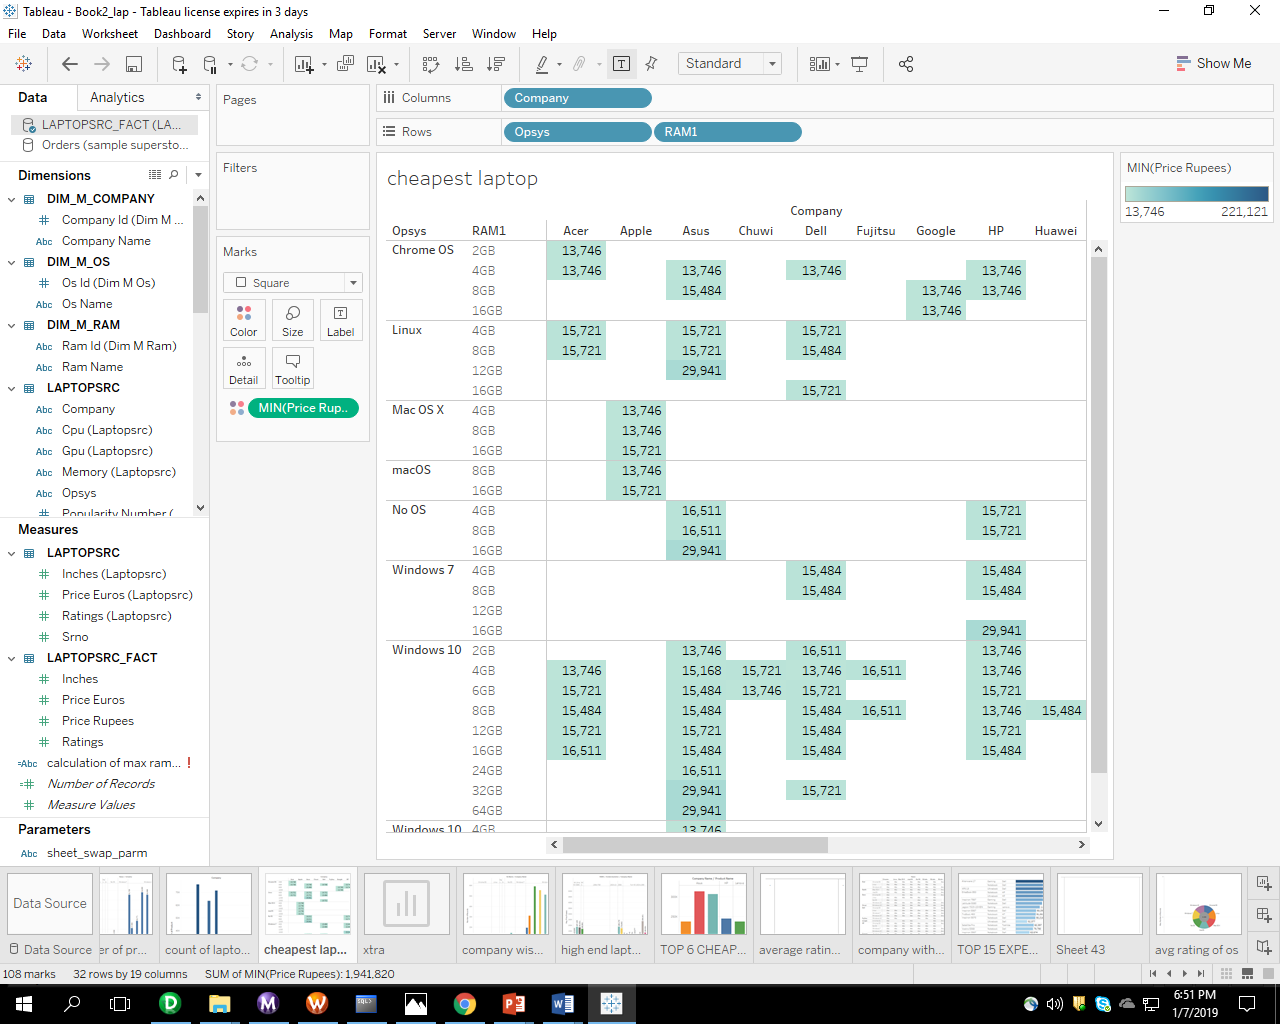 Tableau - Book2_lap - Tableau license expires in 3 days
File Data Worksheet Dashboard Story Analysis Map Format Server Window Help
Standard
Show Me
Data Analytics
LAPTOPSRC_FACT (LA...
Orders (sample supersto...
Dimensions
DIM_M_COMPANY
Company Id (Dim M ...
Abc Company Name
DIM_M_OS
Os Id (Dim M Os)
Abc Os Name
DIM_M_RAM
Abc Ram Id (Dim M Ram)
Abc Ram Name
LAPTOPSRC
Abc Company
Abc Cpu (Laptopsrc)
Abc Gpu (Laptopsrc)
Abc Memory (Laptopsrc)
Abc Opsys
Popularity Number (
Measures
LAPTOPSRC
Inches (Laptopsrc)
Price Euros (Laptopsrc)
Ratings (Laptopsrc)
Srno
LAPTOPSRC_FACT
Inches
Price Euros
Price Rupees
Ratings
=Abc calculation of max ram... !
Number of Records
Measure Values
Parameters
Abc sheet_swap_parm
Pages
Filters
Marks
Square
Color Size Label
Detail Tooltip
MIN(Price Rup..
Columns Company
Rows Opsys RAM1
cheapest laptop
Company
Opsys RAM1 Acer Apple Asus Chuwi Dell Fujitsu Google HP Huawei
Chrome OS 2GB 13,746
4GB 13,746 13,746 13,746 13,746
8GB 15,484 13,746 13,746
16GB 13,746
Linux 4GB 15,721 15,721 15,721
8GB 15,721 15,721 15,484
12GB 29,941
16GB 15,721
Mac OS X 4GB 13,746
8GB 13,746
16GB 15,721
macOS 8GB 13,746
16GB 15,721
No OS 4GB 16,511 15,721
8GB 16,511 15,721
16GB 29,941
Windows 7 4GB 15,484 15,484
8GB 15,484 15,484
12GB
16GB 29,941
Windows 10 2GB 13,746 16,511 13,746
4GB 13,746 15,168 15,721 13,746 16,511 13,746
6GB 15,721 15,484 13,746 15,721 15,721
8GB 15,484 15,484 15,484 16,511 13,746 15,484
12GB 15,721 15,721 15,484 15,721
16GB 16,511 15,484 15,484 15,484
24GB 16,511
32GB 29,941 15,721
64GB 29,941
Windows 10 4GB 13,746
MIN(Price Rupees)
13,746 221,121
Data Source
Data Source er of pr... count of lapto... cheapest lap... xtra company wis... high end lapt... TOP 6 CHEAP... average ratin... company with... TOP 15 EXPE... Sheet 43 avg rating of os
108 marks 32 rows by 19 columns SUM of MIN(Price Rupees): 1,941,820
6:51 PM
1/7/2019